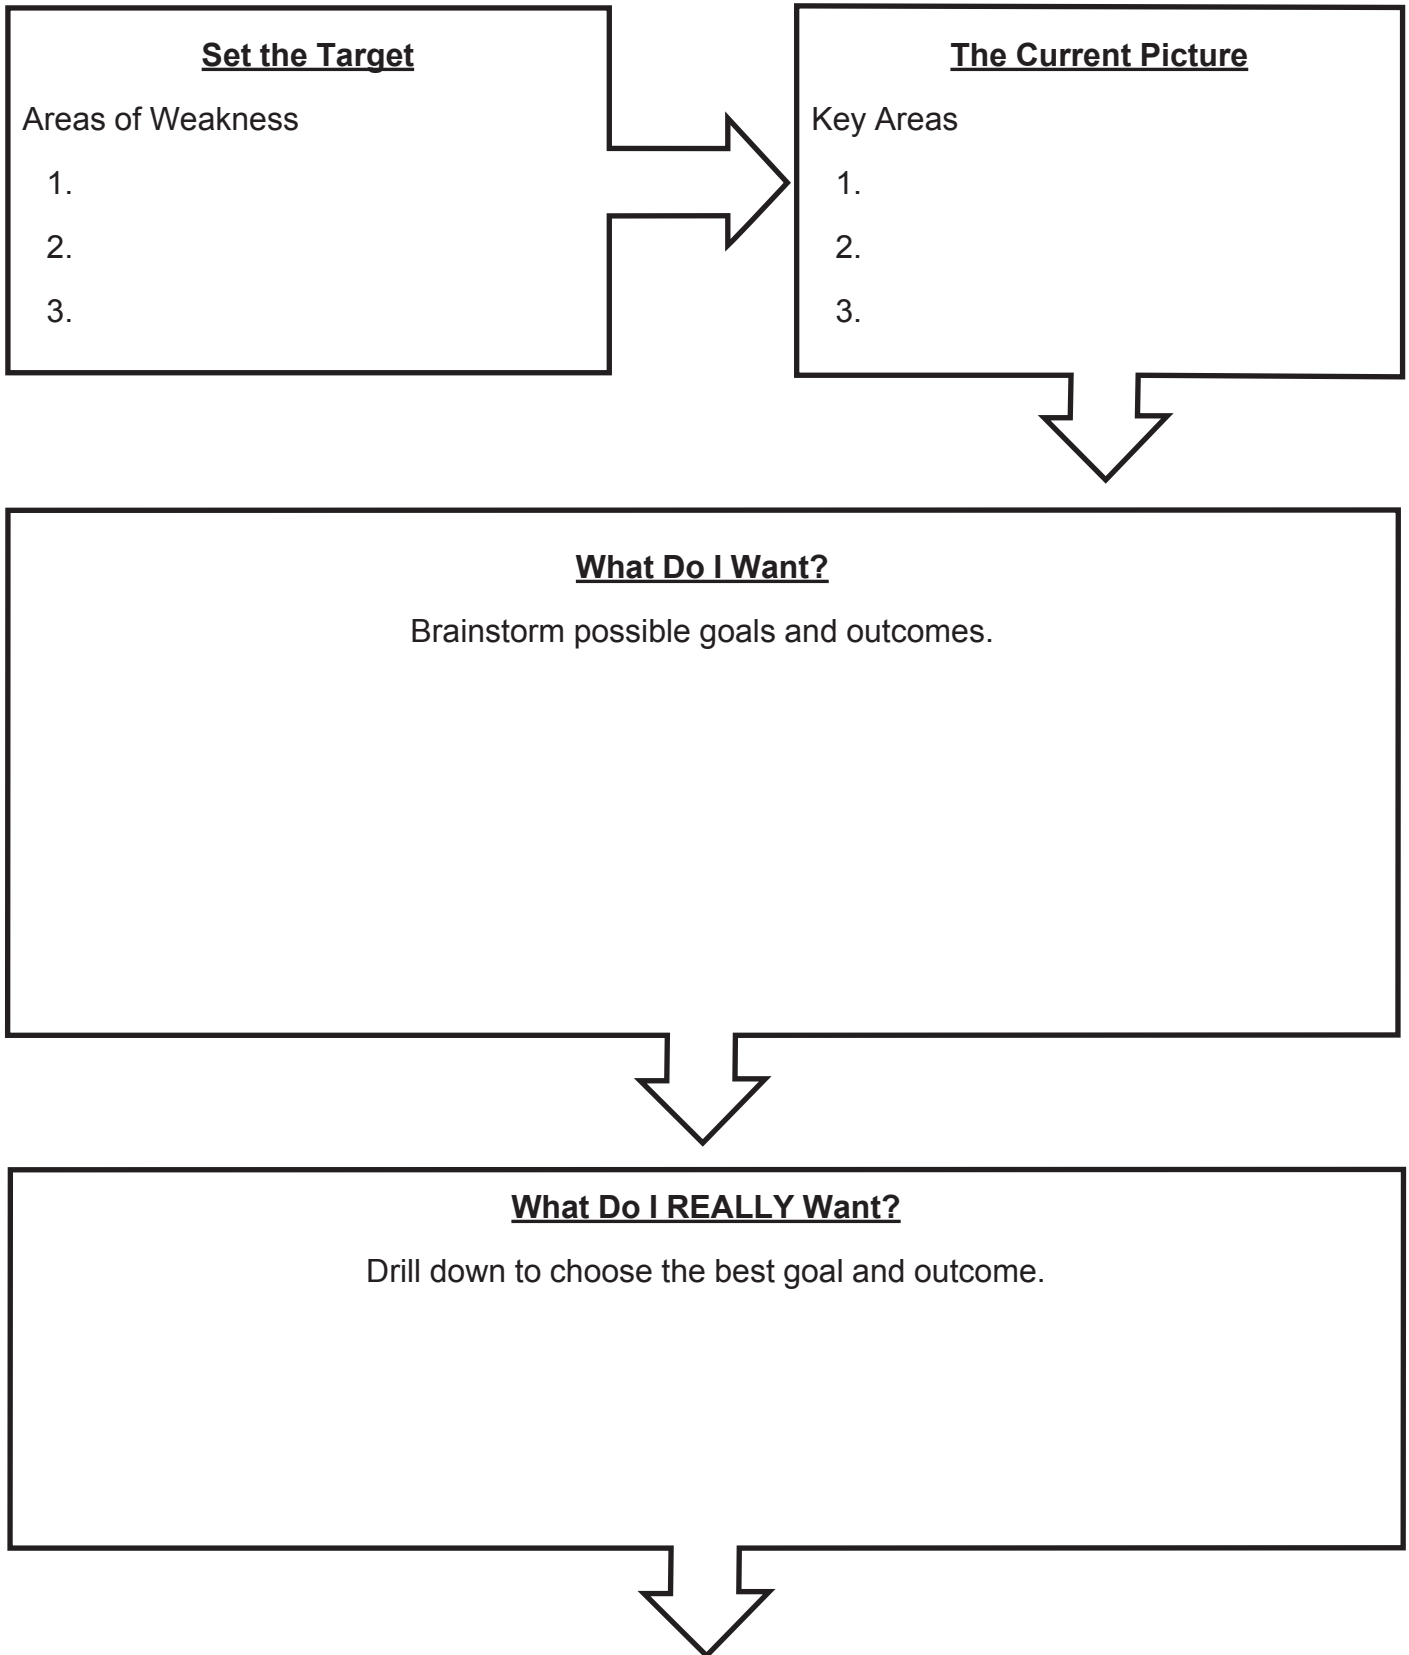 Set the Target
Areas of Weakness
1.
2.
3.
The Current Picture
Key Areas
1.
2.
3.
What Do I Want?
Brainstorm possible goals and outcomes.
What Do I REALLY Want?
Drill down to choose the best goal and outcome.